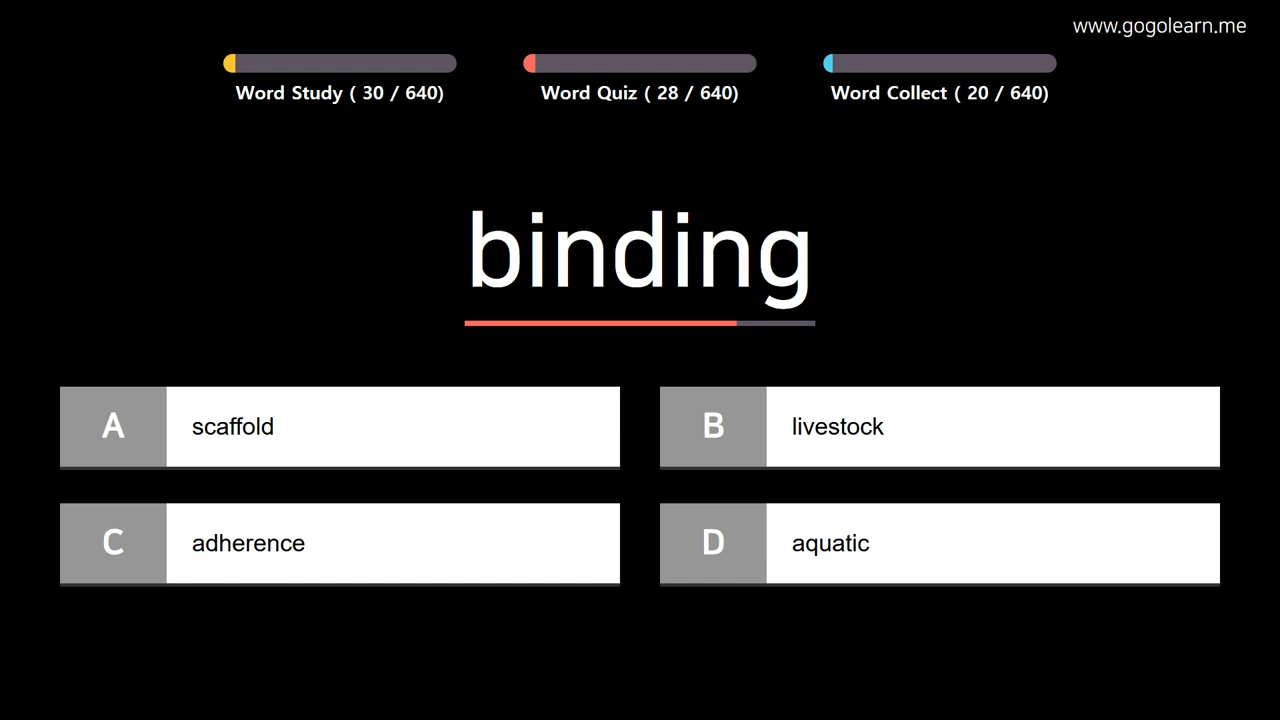 www.gogolearn.me
Word Study ( 30 / 640)
Word Quiz ( 28 / 640)
Word Collect ( 20 / 640)
binding
A scaffold
B livestock
C adherence
D aquatic